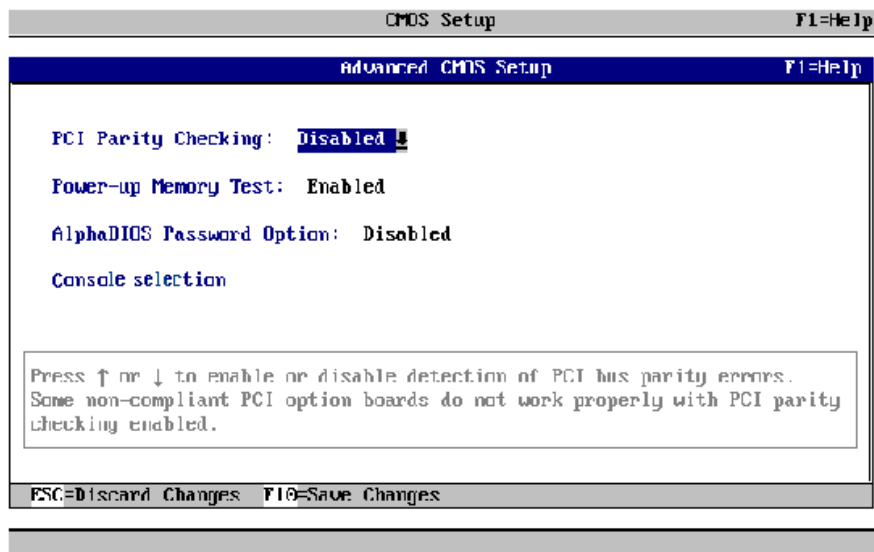 CMOS Setup F1=Help
Advanced CMOS Setup F1=Help
PCI Parity Checking: Disabled
Power-up Memory Test: Enabled
AlphaBIOS Password Option: Disabled
Console selection
Press ↑ or ↓ to enable or disable detection of PCI bus parity errors.
Some non-compliant PCI option boards do not work properly with PCI parity
checking enabled.
ESC=Discard Changes F10=Save Changes